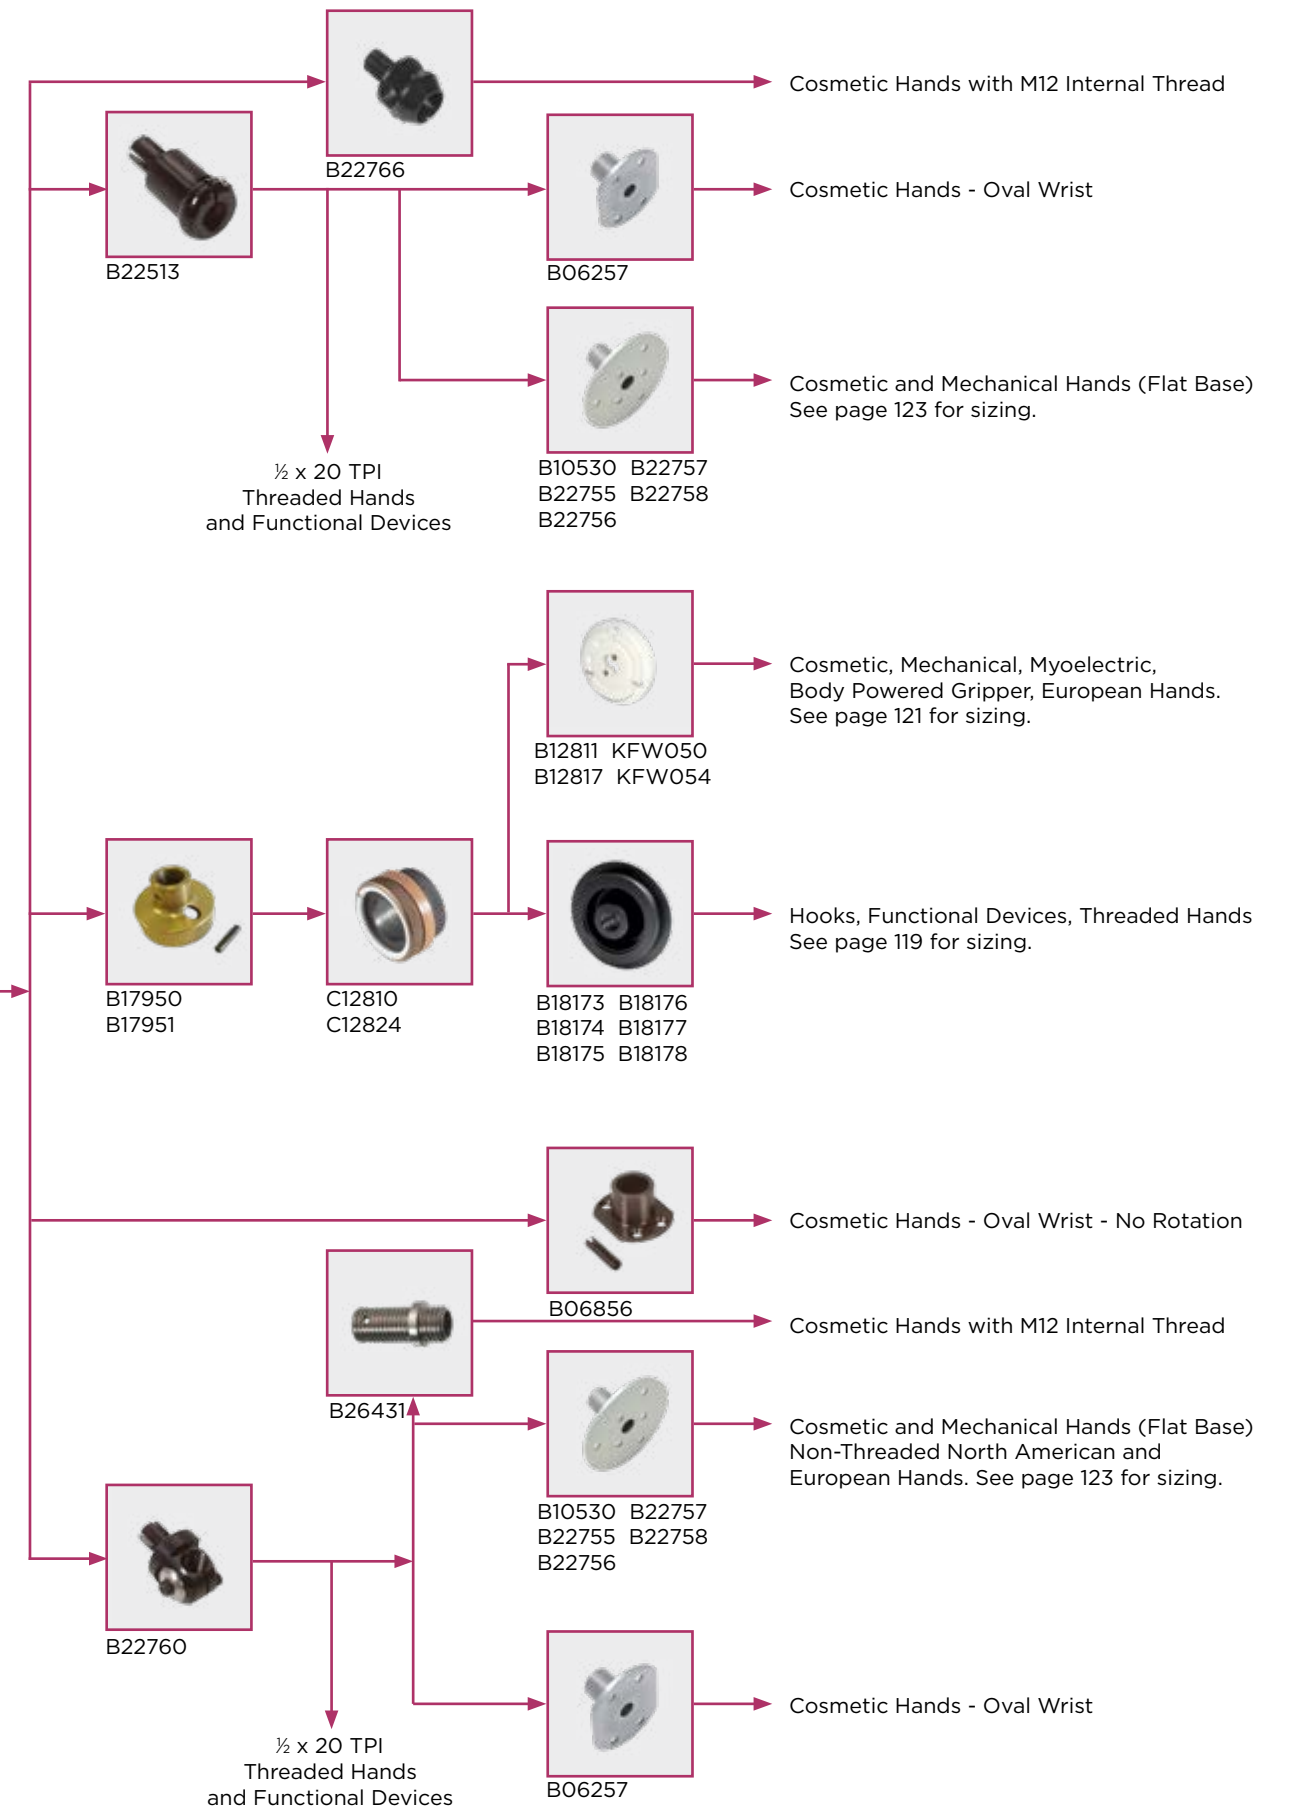 B22766
Cosmetic Hands with M12 Internal Thread
B22513
B06257
Cosmetic Hands - Oval Wrist
½ x 20 TPI
Threaded Hands
and Functional Devices
B10530 B22757
B22755 B22758
B22756
Cosmetic and Mechanical Hands (Flat Base)
See page 123 for sizing.
B12811 KFW050
B12817 KFW054
Cosmetic, Mechanical, Myoelectric,
Body Powered Gripper, European Hands.
See page 121 for sizing.
B17950
B17951
C12810
C12824
B18173 B18176
B18174 B18177
B18175 B18178
Hooks, Functional Devices, Threaded Hands
See page 119 for sizing.
B06856
Cosmetic Hands - Oval Wrist - No Rotation
B26431
Cosmetic Hands with M12 Internal Thread
B10530 B22757
B22755 B22758
B22756
Cosmetic and Mechanical Hands (Flat Base)
Non-Threaded North American and
European Hands. See page 123 for sizing.
B22760
½ x 20 TPI
Threaded Hands
and Functional Devices
B06257
Cosmetic Hands - Oval Wrist